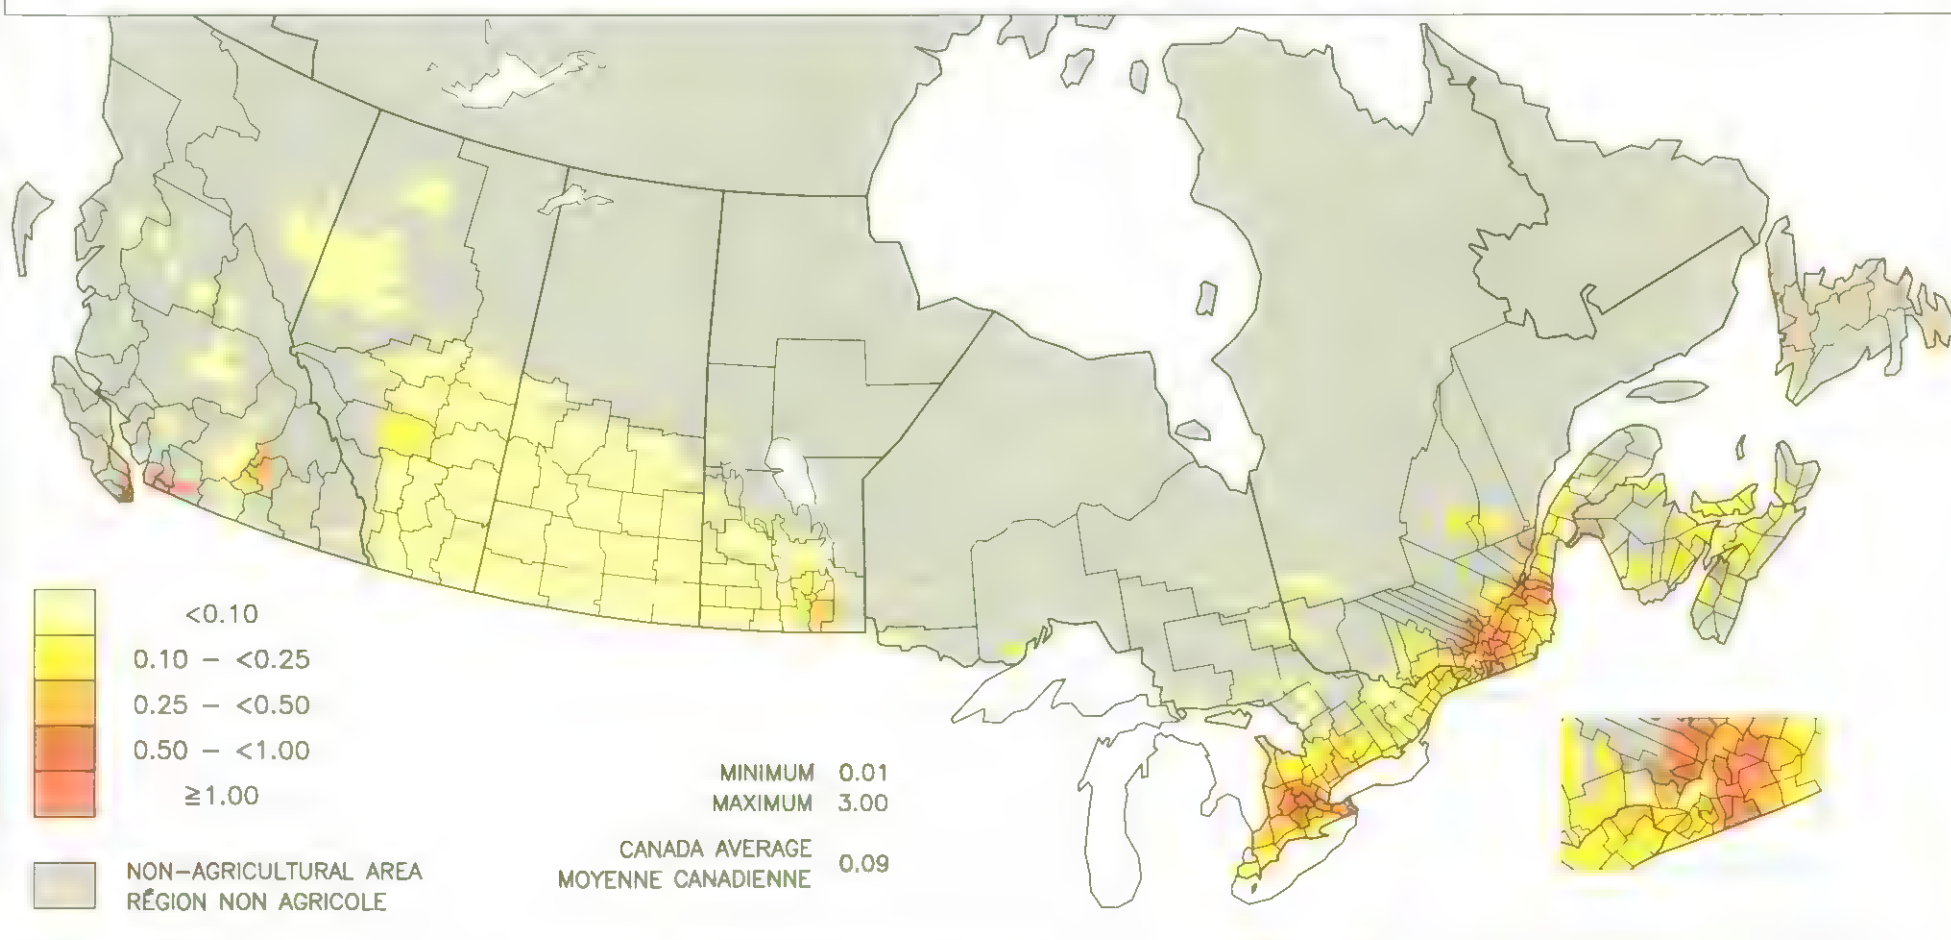 <0.10
0.10 – <0.25
0.25 – <0.50
0.50 – <1.00
≥1.00
NON–AGRICULTURAL AREA
RÉGION NON AGRICOLE
MINIMUM 0.01
MAXIMUM 3.00
CANADA AVERAGE
MOYENNE CANADIENNE 0.09